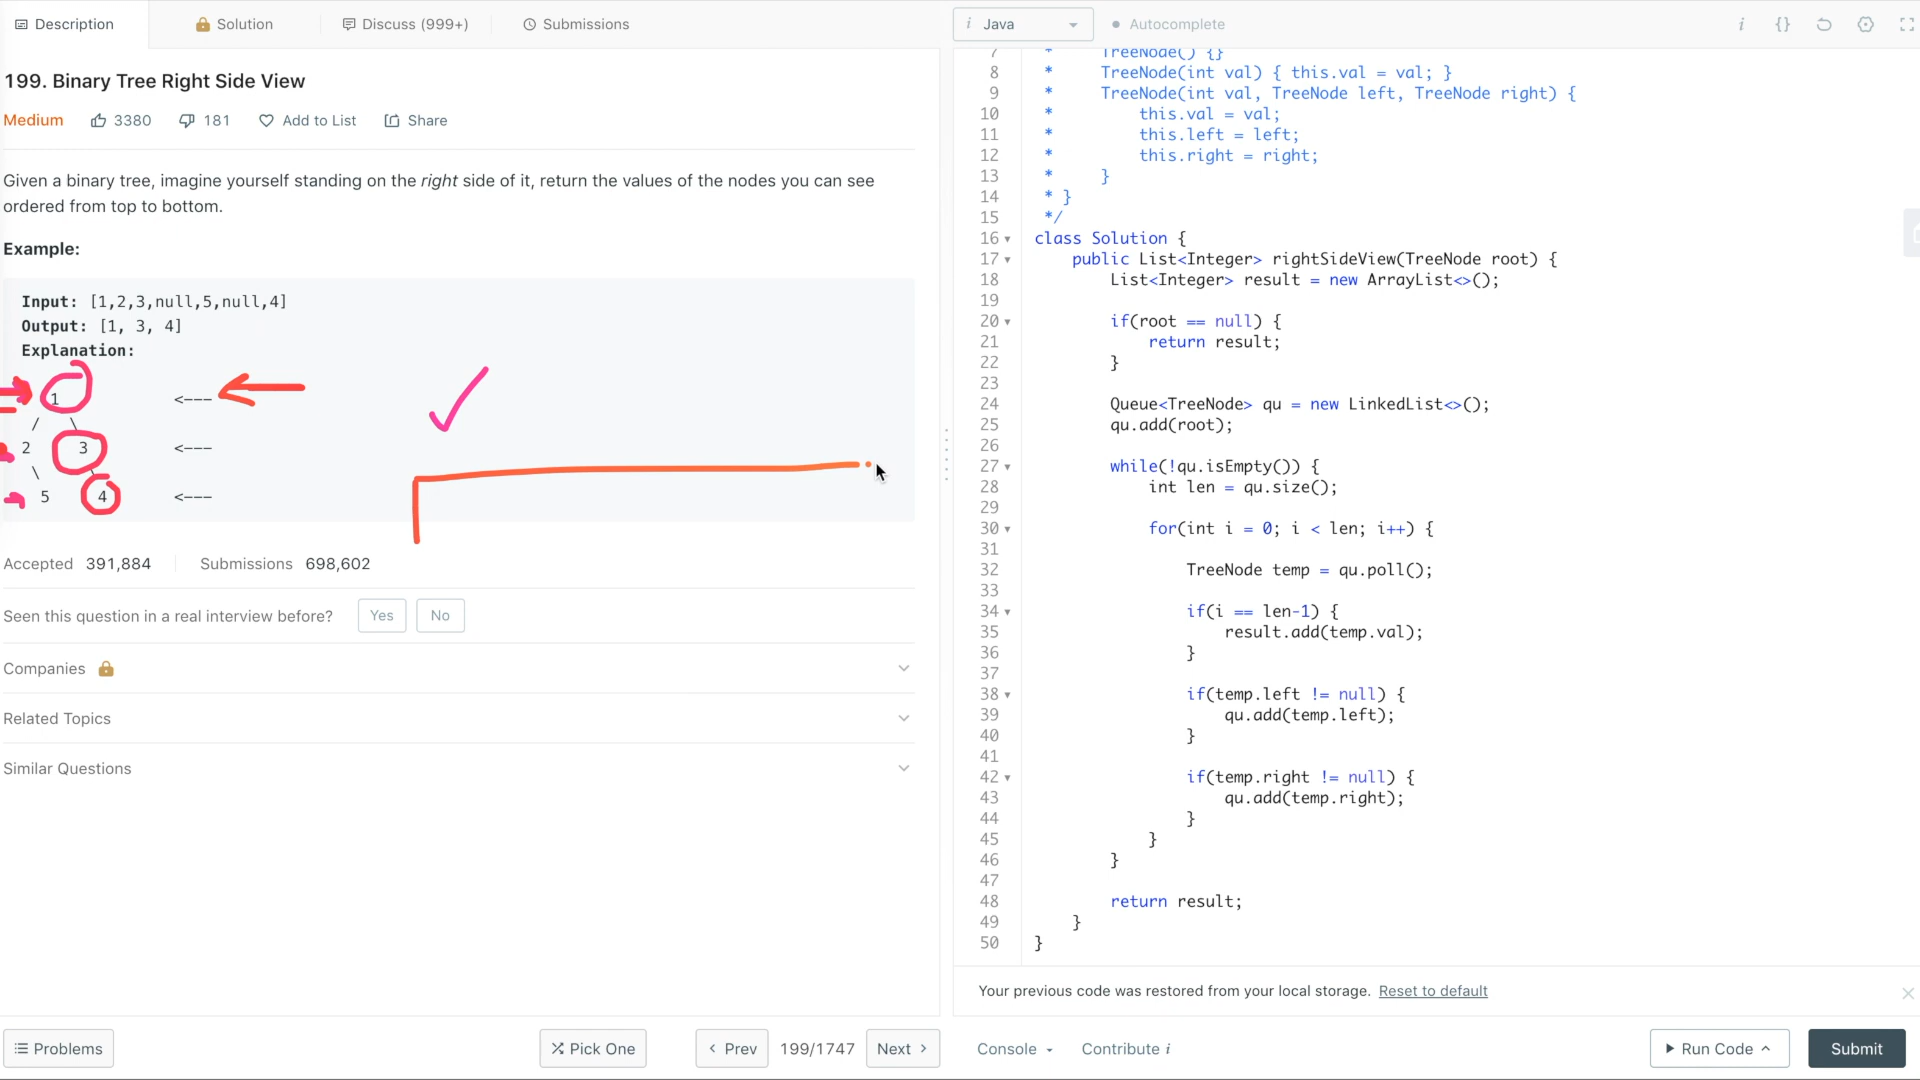 Description
Solution
Discuss (999+)
Submissions
199. Binary Tree Right Side View
Medium
3380
181
Add to List
Share
Given a binary tree, imagine yourself standing on the right side of it, return the values of the nodes you can see
ordered from top to bottom.
Example:
Input: [1,2,3,null,5,null,4]
Output: [1, 3, 4]
Explanation:
1 <---
/ \
2 3 <---
\ \
5 4 <---
Accepted 391,884
Submissions 698,602
Seen this question in a real interview before?
Yes
No
Companies
Related Topics
Similar Questions
Problems
Pick One
Prev
199/1747
Next
i Java
Autocomplete
i {}
7 * TreeNode() {}
8 * TreeNode(int val) { this.val = val; }
9 * TreeNode(int val, TreeNode left, TreeNode right) {
10 * this.val = val;
11 * this.left = left;
12 * this.right = right;
13 * }
14 * }
15 */
16 class Solution {
17 public List<Integer> rightSideView(TreeNode root) {
18 List<Integer> result = new ArrayList<>();
19
20 if(root == null) {
21 return result;
22 }
23
24 Queue<TreeNode> qu = new LinkedList<>();
25 qu.add(root);
26
27 while(!qu.isEmpty()) {
28 int len = qu.size();
29
30 for(int i = 0; i < len; i++) {
31
32 TreeNode temp = qu.poll();
33
34 if(i == len-1) {
35 result.add(temp.val);
36 }
37
38 if(temp.left != null) {
39 qu.add(temp.left);
40 }
41
42 if(temp.right != null) {
43 qu.add(temp.right);
44 }
45 }
46 }
47
48 return result;
49 }
50 }
Your previous code was restored from your local storage. Reset to default
Console
Contribute i
Run Code
Submit